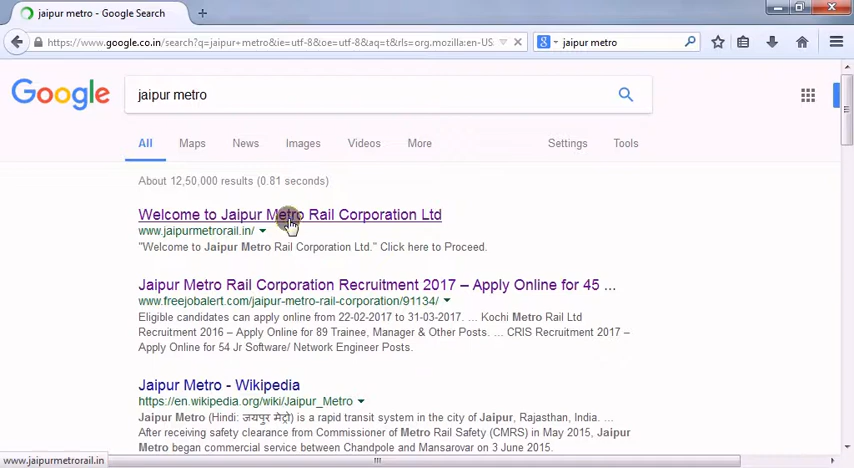 jaipur metro - Google Search
https://www.google.co.in/search?q=jaipur+metro&ie=utf-8&oe=utf-8&aq=t&rls=org.mozilla:en-US
jaipur metro
Google
jaipur metro
All Maps News Images Videos More Settings Tools
About 12,50,000 results (0.81 seconds)
Welcome to Jaipur Metro Rail Corporation Ltd
www.jaipurmetrorail.in/
"Welcome to Jaipur Metro Rail Corporation Ltd." Click here to Proceed.
Jaipur Metro Rail Corporation Recruitment 2017 – Apply Online for 45 ...
www.freejobalert.com/jaipur-metro-rail-corporation/91134/
Eligible candidates can apply online from 22-02-2017 to 31-03-2017. ... Kochi Metro Rail Ltd
Recruitment 2016 – Apply Online for 89 Trainee, Manager & Other Posts. ... CRIS Recruitment 2017 –
Apply Online for 54 Jr Software/ Network Engineer Posts.
Jaipur Metro - Wikipedia
https://en.wikipedia.org/wiki/Jaipur_Metro
Jaipur Metro (Hindi: जयपुर मेट्रो) is a rapid transit system in the city of Jaipur, Rajasthan, India. ...
After receiving safety clearance from Commissioner of Metro Rail Safety (CMRS) in May 2015, Jaipur
Metro began commercial service between Chandpole and Mansarovar on 3 June 2015.
www.jaipurmetrorail.in